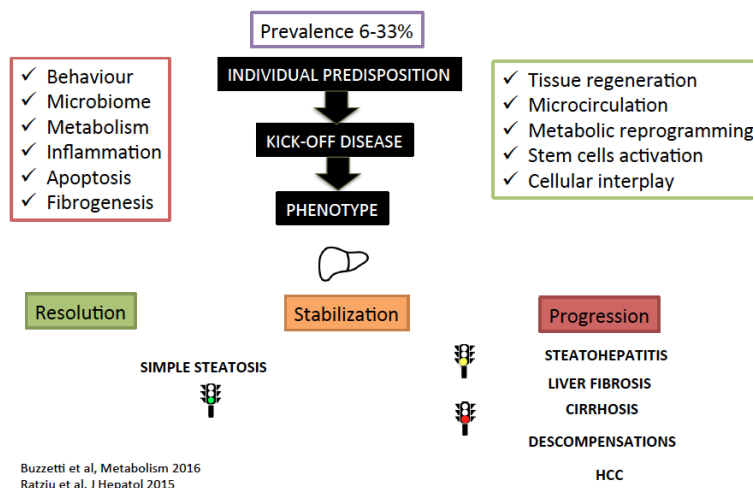 Prevalence 6-33%
INDIVIDUAL PREDISPOSITION
KICK-OFF DISEASE
PHENOTYPE
✓ Behaviour
✓ Microbiome
✓ Metabolism
✓ Inflammation
✓ Apoptosis
✓ Fibrogenesis
✓ Tissue regeneration
✓ Microcirculation
✓ Metabolic reprogramming
✓ Stem cells activation
✓ Cellular interplay
Resolution
Stabilization
Progression
SIMPLE STEATOSIS
STEATOHEPATITIS
LIVER FIBROSIS
CIRRHOSIS
DESCOMPENSATIONS
HCC
Buzzetti et al, Metabolism 2016
Ratziu et al, J Hepatol 2015